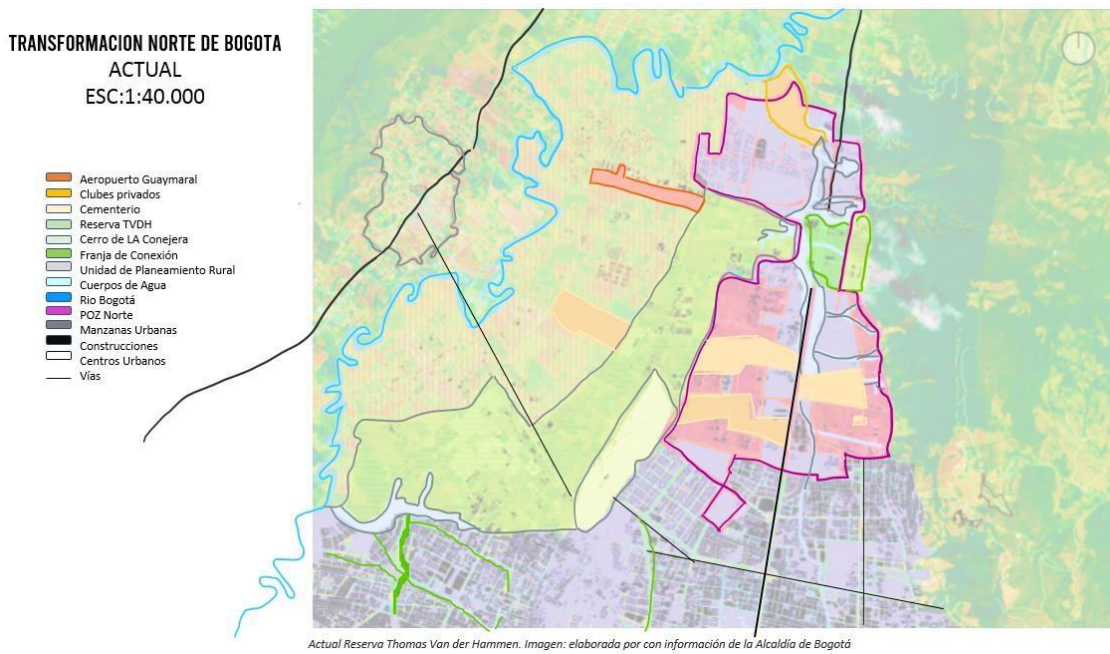 TRANSFORMACION NORTE DE BOGOTA
ACTUAL
ESC:1:40.000
Aeropuerto Guaymaral
Clubes privados
Cementerio
Reserva TVDH
Cerro de LA Conejera
Franja de Conexión
Unidad de Planeamiento Rural
Cuerpos de Agua
Rio Bogotá
POZ Norte
Manzanas Urbanas
Construcciones
Centros Urbanos
Vías
Actual Reserva Thomas Van der Hammen. Imagen: elaborada por con información de la Alcaldía de Bogotá